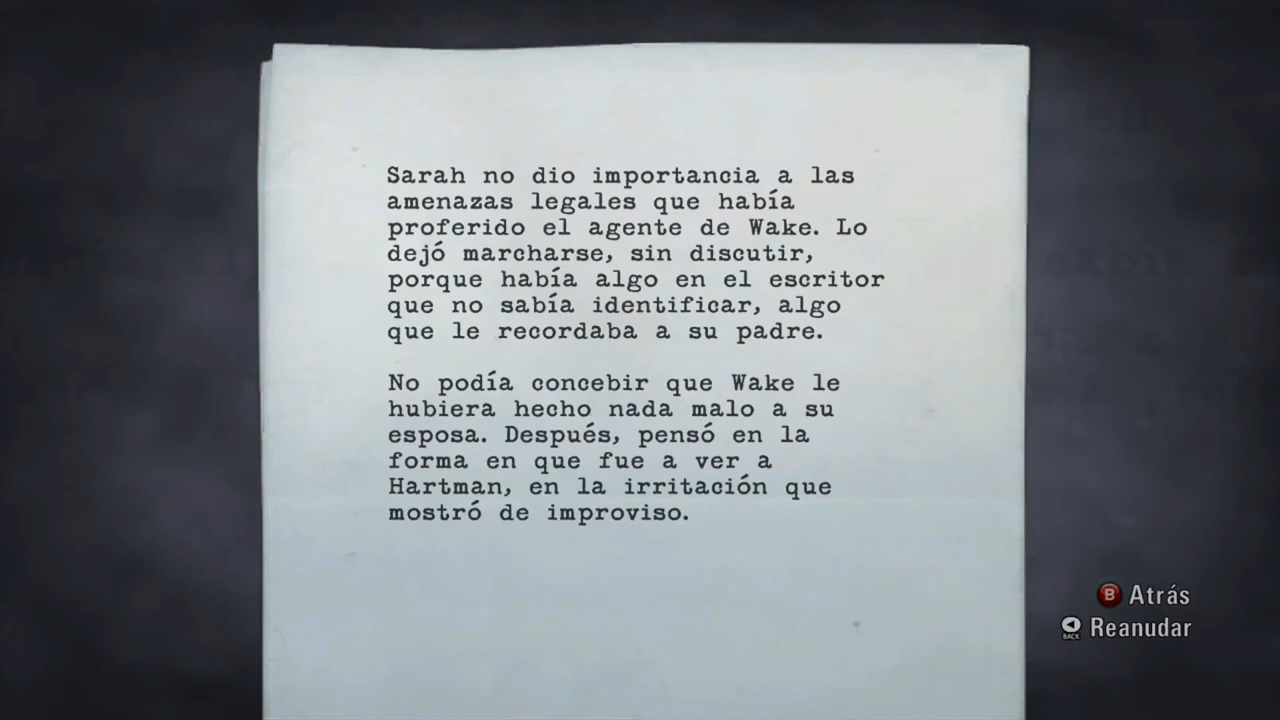 Sarah no dio importancia a las
amenazas legales que había
proferido el agente de Wake. Lo
dejó marcharse, sin discutir,
porque había algo en el escritor
que no sabía identificar, algo
que le recordaba a su padre.
No podía concebir que Wake le
hubiera hecho nada malo a su
esposa. Después, pensó en la
forma en que fue a ver a
Hartman, en la irritación que
mostró de improviso.
B Atrás
BACK Reanudar